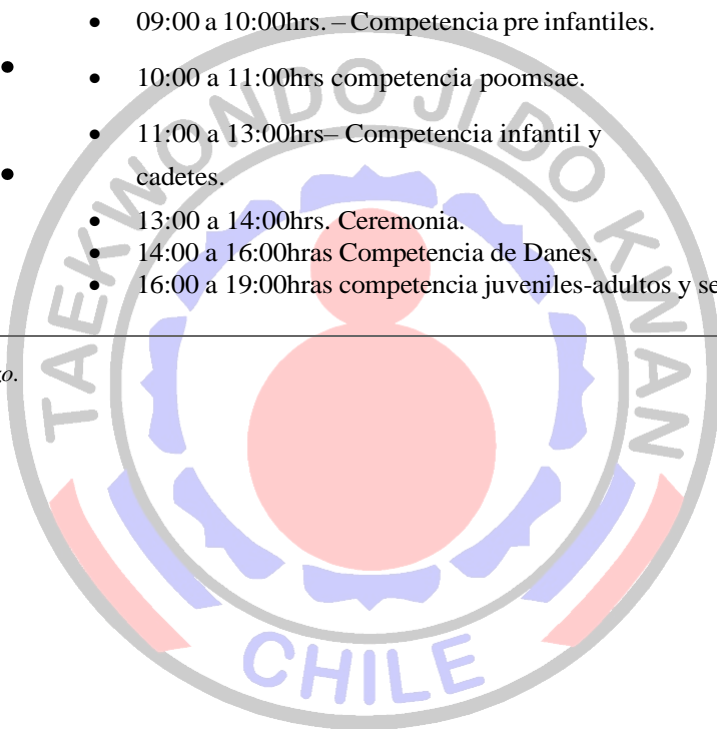 • 09:00 a 10:00hrs. – Competencia pre infantiles.
• 10:00 a 11:00hrs competencia poomsae.
• 11:00 a 13:00hrs– Competencia infantil y
cadetes.
• 13:00 a 14:00hrs. Ceremonia.
• 14:00 a 16:00hras Competencia de Danes.
• 16:00 a 19:00hras competencia juveniles-adultos y se
o.
TAEKWONDO JI DO KWAN
CHILE